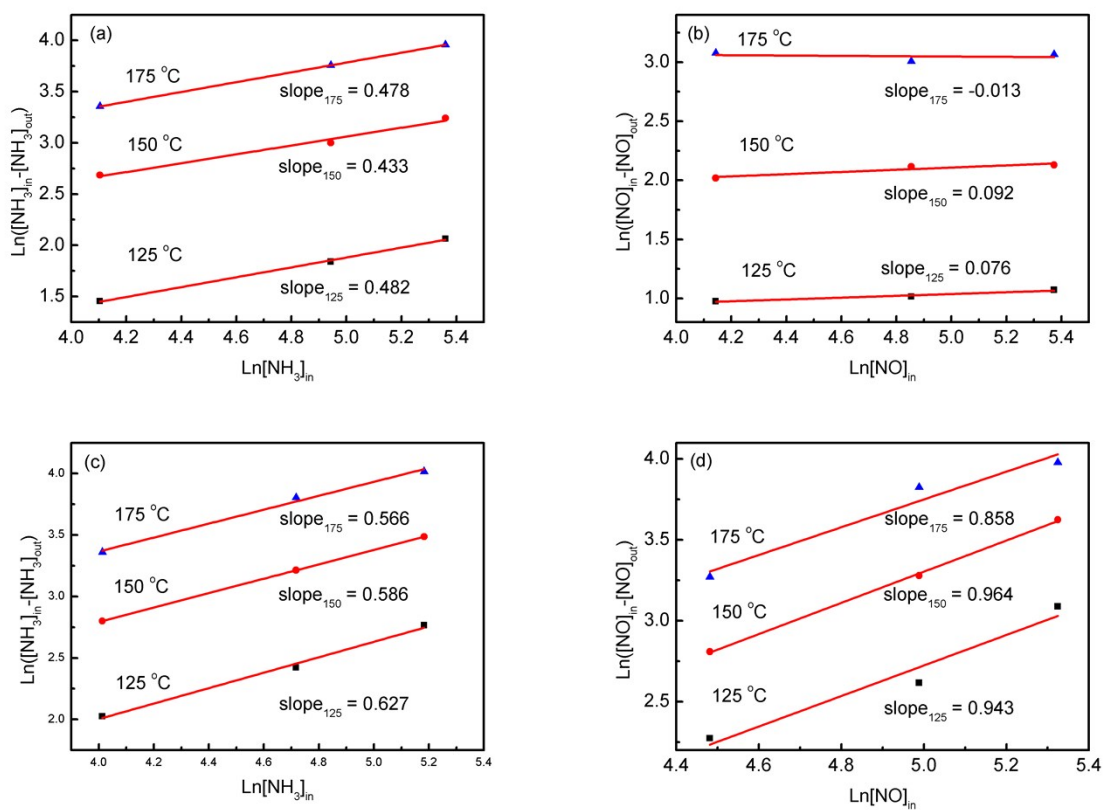 (a)
175 °C
slope175 = 0.478
150 °C
slope150 = 0.433
125 °C
slope125 = 0.482
4.0
3.5
3.0
2.5
2.0
1.5
Ln([NH3]in-[NH3]out)
4.0 4.2 4.4 4.6 4.8 5.0 5.2 5.4
Ln[NH3]in
(b)
175 °C
slope175 = -0.013
150 °C
slope150 = 0.092
125 °C
slope125 = 0.076
3.0
2.5
2.0
1.5
1.0
Ln([NO]in-[NO]out)
4.0 4.2 4.4 4.6 4.8 5.0 5.2 5.4
Ln[NO]in
(c)
175 °C
slope175 = 0.566
150 °C
slope150 = 0.586
125 °C
slope125 = 0.627
4.0
3.5
3.0
2.5
2.0
Ln([NH3]in-[NH3]out)
4.0 4.2 4.4 4.6 4.8 5.0 5.2 5.4
Ln[NH3]in
(d)
175 °C
slope175 = 0.858
150 °C
slope150 = 0.964
125 °C
slope125 = 0.943
4.0
3.5
3.0
2.5
Ln([NO]in-[NO]out)
4.4 4.6 4.8 5.0 5.2 5.4
Ln[NO]in